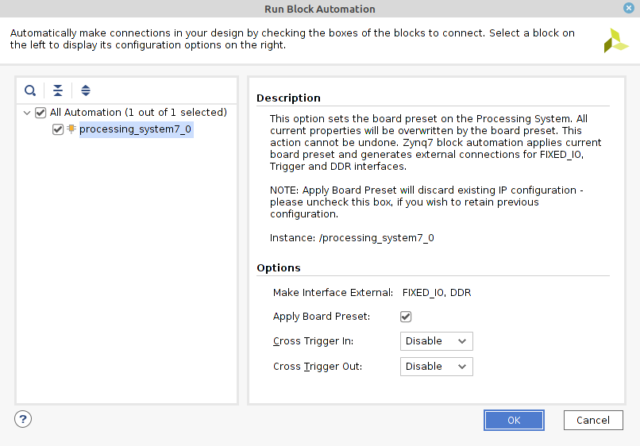 Run Block Automation
Automatically make connections in your design by checking the boxes of the blocks to connect. Select a block on
the left to display its configuration options on the right.
All Automation (1 out of 1 selected)
processing_system7_0
Description
This option sets the board preset on the Processing System. All
current properties will be overwritten by the board preset. This
action cannot be undone. Zynq7 block automation applies current
board preset and generates external connections for FIXED_IO,
Trigger and DDR interfaces.
NOTE: Apply Board Preset will discard existing IP configuration -
please uncheck this box, if you wish to retain previous
configuration.
Instance: /processing_system7_0
Options
Make Interface External: FIXED_IO, DDR
Apply Board Preset:
Cross Trigger In: Disable
Cross Trigger Out: Disable
? OK Cancel